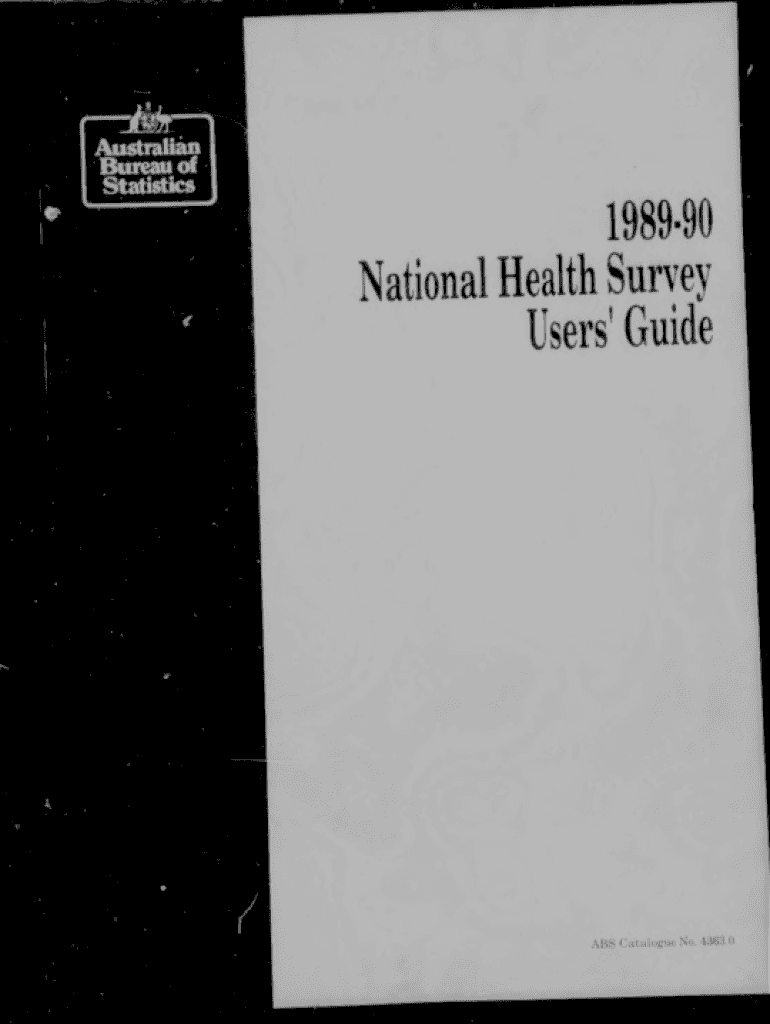 Australian
Bureau of
Statistics
1989-90
National Health Survey
Users' Guide
ABS Catalogue No. 4363.0